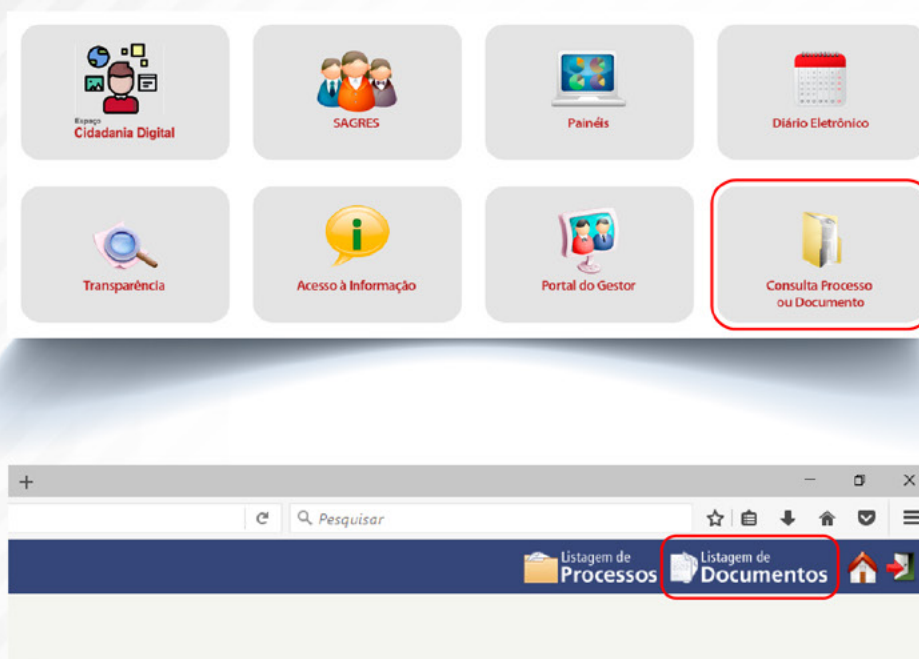 Espaço
Cidadania Digital
SAGRES
Painéis
Diário Eletrônico
Transparência
Acesso à Informação
Portal do Gestor
Consulta Processo
ou Documento
Pesquisar
Listagem de
Processos
Listagem de
Documentos